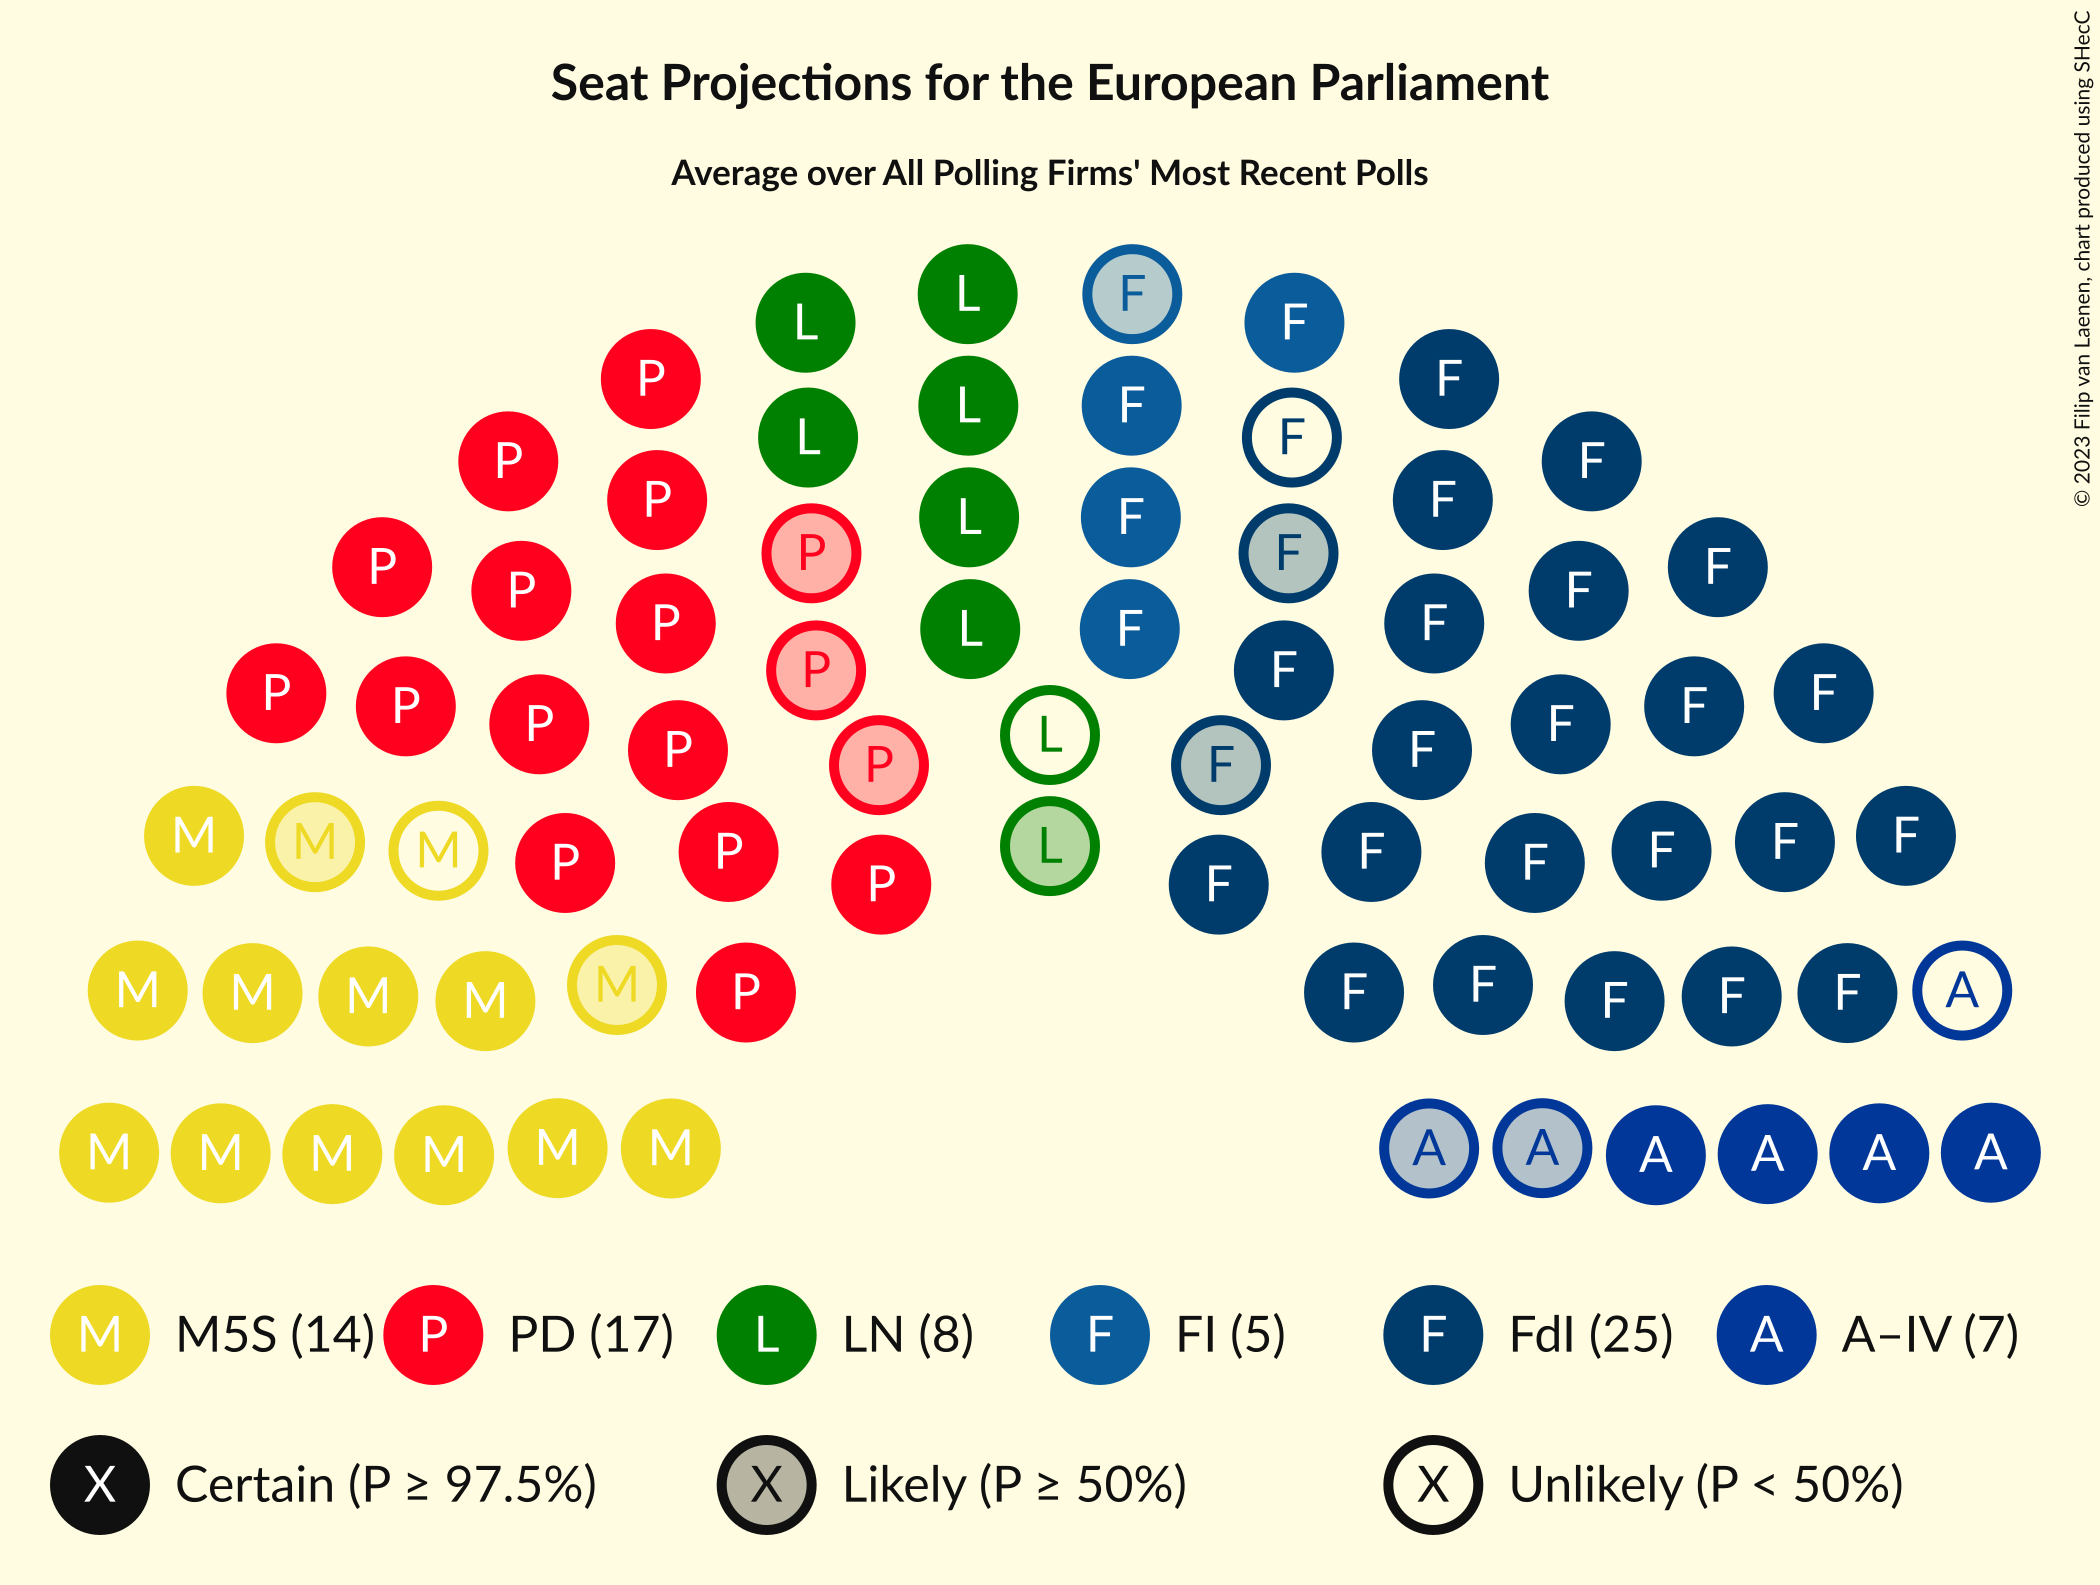 Seat Projections for the European Parliament
Average over All Polling Firms' Most Recent Polls
© 2023 Filip van Laenen, chart produced using SHecC
L L F F
P L L F F F
P P P L F F F F
P P P P L F F F F F
P P P P P L F F F F F
M M M P P P L F F F F F F
M M M M M P F F F F F A
M M M M M M A A A A A A
M M5S (14) P PD (17) L LN (8) F FI (5) F FdI (25) A A–IV (7)
X Certain (P ≥ 97.5%) X Likely (P ≥ 50%) X Unlikely (P < 50%)